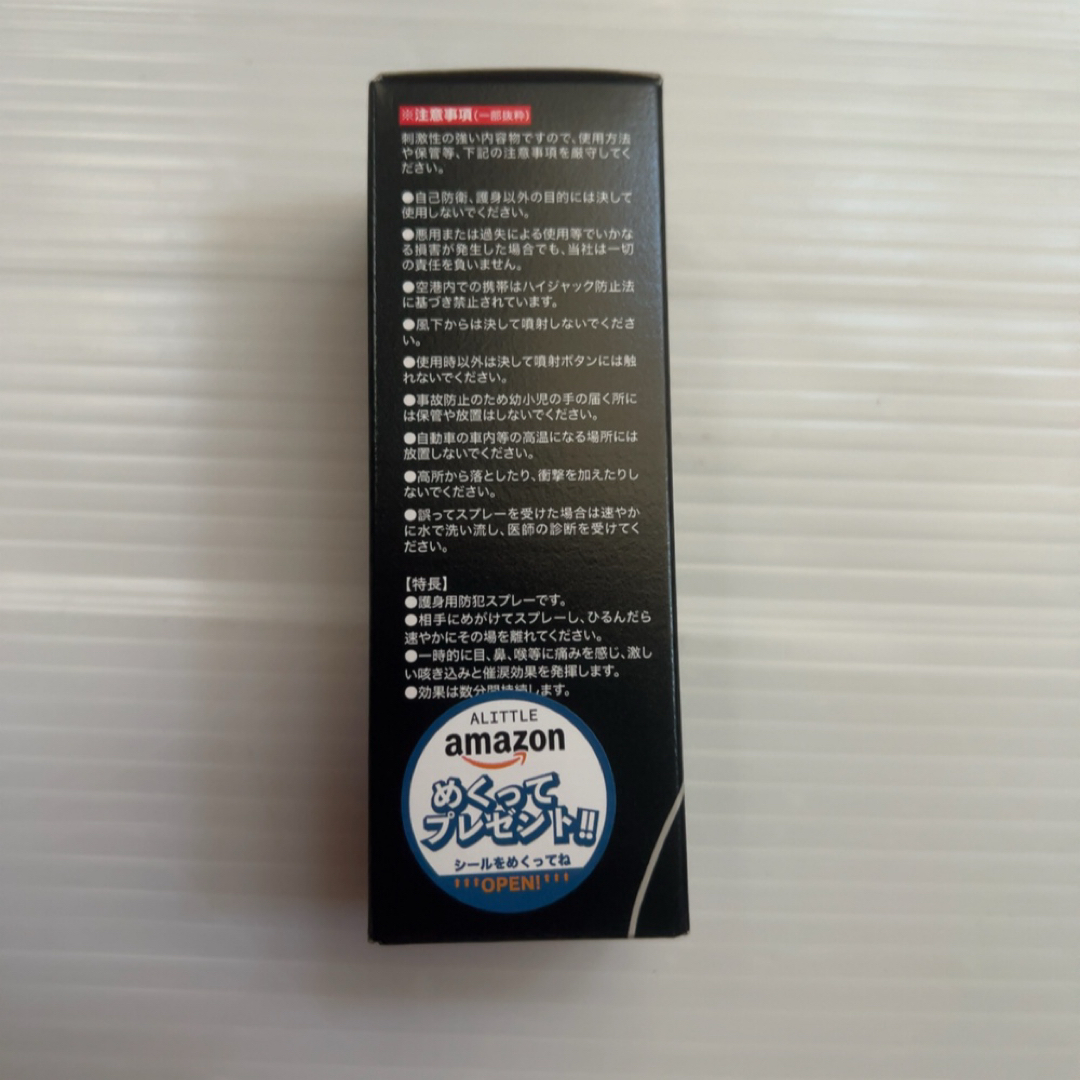 ※注意事項(一部抜粋)
刺激性の強い内容物ですので、使用方法
や保管等、下記の注意事項を厳守してく
ださい。
●自己防衛、護身以外の目的には決して
使用しないでください。
●悪用または過失による使用等でいかな
る損害が発生した場合でも、当社は一切
の責任を負いません。
●空港内での携帯はハイジャック防止法
に基づき禁止されています。
●風下からは決して噴射しないでくださ
い。
●使用時以外は決して噴射ボタンには触
れないでください。
●事故防止のため幼小児の手の届く所に
は保管や放置はしないでください。
●自動車の車内等の高温になる場所には
放置しないでください。
●高所から落としたり、衝撃を加えたりし
ないでください。
●誤ってスプレーを受けた場合は速やか
に水で洗い流し、医師の診断を受けてく
ださい。
【特長】
●護身用防犯スプレーです。
●相手にめがけてスプレーし、ひるんだら
速やかにその場を離れてください。
●一時的に目、鼻、喉等に痛みを感じ、激し
い咳き込みと催涙効果を発揮します。
●効果は数分間持続します。
ALITTLE
amazon
めくって
プレゼント!!
シールをめくってね
OPEN!